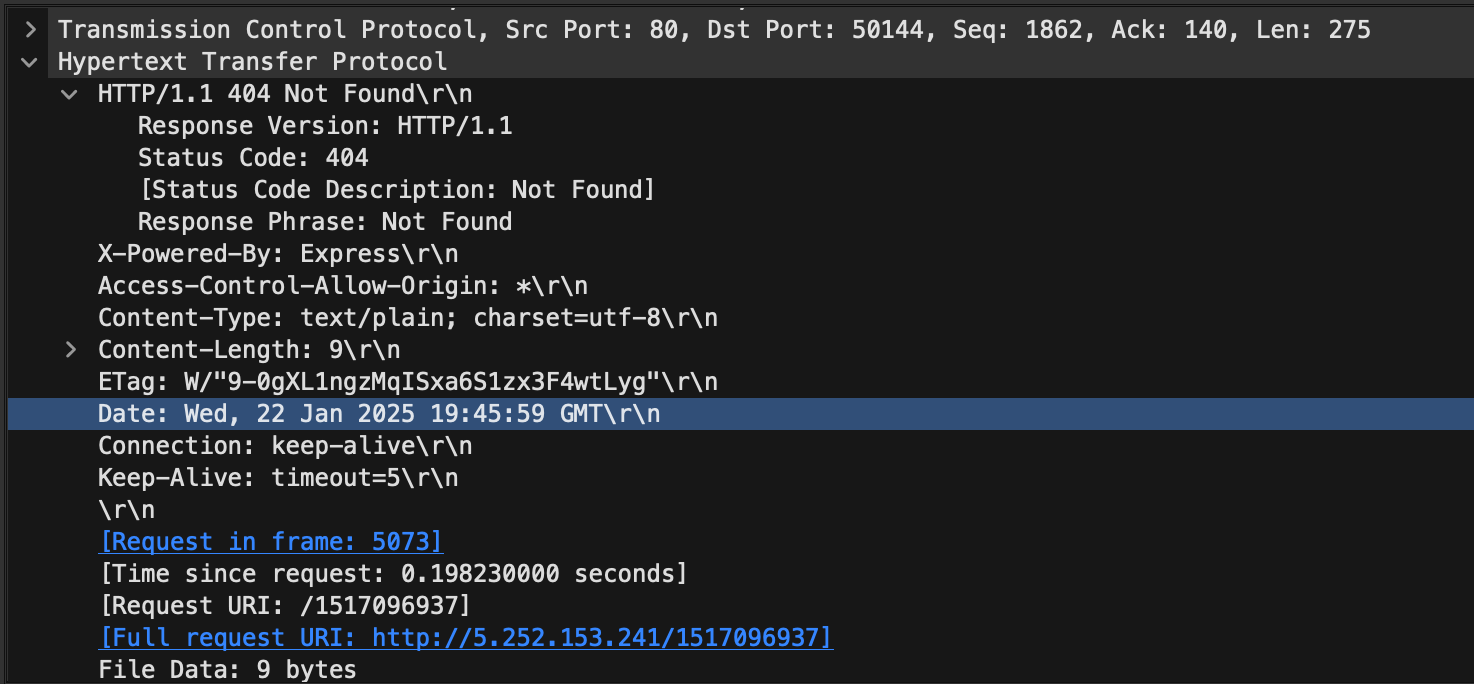 Transmission Control Protocol, Src Port: 80, Dst Port: 50144, Seq: 1862, Ack: 140, Len: 275
Hypertext Transfer Protocol
HTTP/1.1 404 Not Found\r\n
Response Version: HTTP/1.1
Status Code: 404
[Status Code Description: Not Found]
Response Phrase: Not Found
X-Powered-By: Express\r\n
Access-Control-Allow-Origin: *\r\n
Content-Type: text/plain; charset=utf-8\r\n
Content-Length: 9\r\n
ETag: W/"9-0gXL1ngzMqISxa6S1zx3F4wtLyg"\r\n
Date: Wed, 22 Jan 2025 19:45:59 GMT\r\n
Connection: keep-alive\r\n
Keep-Alive: timeout=5\r\n
\r\n
[Request in frame: 5073]
[Time since request: 0.198230000 seconds]
[Request URI: /1517096937]
[Full request URI: http://5.252.153.241/1517096937]
File Data: 9 bytes